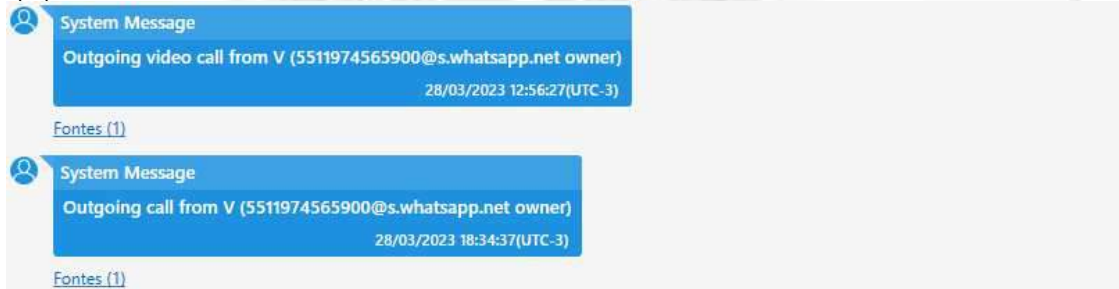 System Message
Outgoing video call from V (5511974565900@s.whatsapp.net owner)
28/03/2023 12:56:27(UTC-3)
Fontes (1)
System Message
Outgoing call from V (5511974565900@s.whatsapp.net owner)
28/03/2023 18:34:37(UTC-3)
Fontes (1)